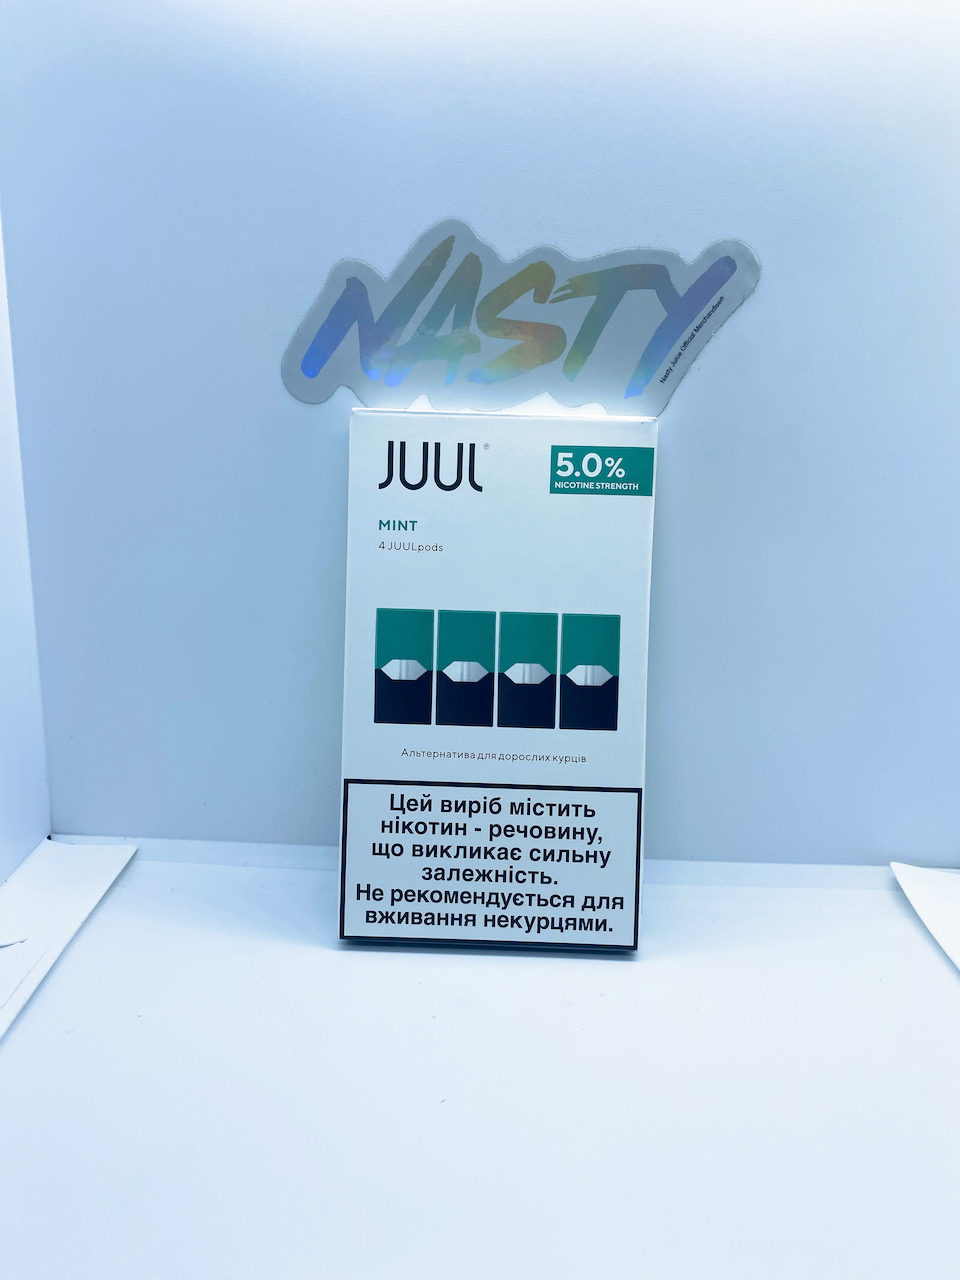 NASTY
Nasty Juice Official Merchandise®
JUUL®
5.0%
NICOTINE STRENGTH
MINT
4 JUULpods
Альтернатива для дорослих курців
Цей виріб містить
нікотин - речовину,
що викликає сильну
залежність.
Не рекомендується для
вживання некурцями.